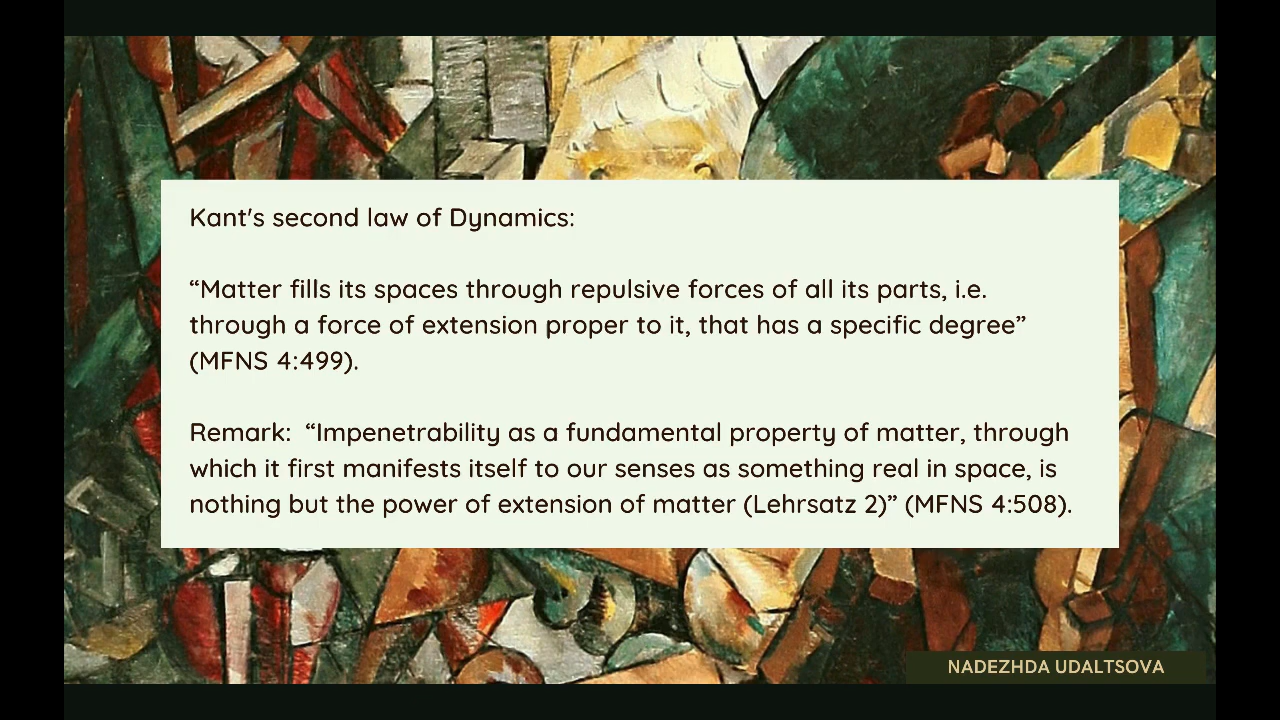 Kant's second law of Dynamics:
“Matter fills its spaces through repulsive forces of all its parts, i.e.
through a force of extension proper to it, that has a specific degree”
(MFNS 4:499).
Remark:  “Impenetrability as a fundamental property of matter, through
which it first manifests itself to our senses as something real in space, is
nothing but the power of extension of matter (Lehrsatz 2)” (MFNS 4:508).
NADEZHDA UDALTSOVA